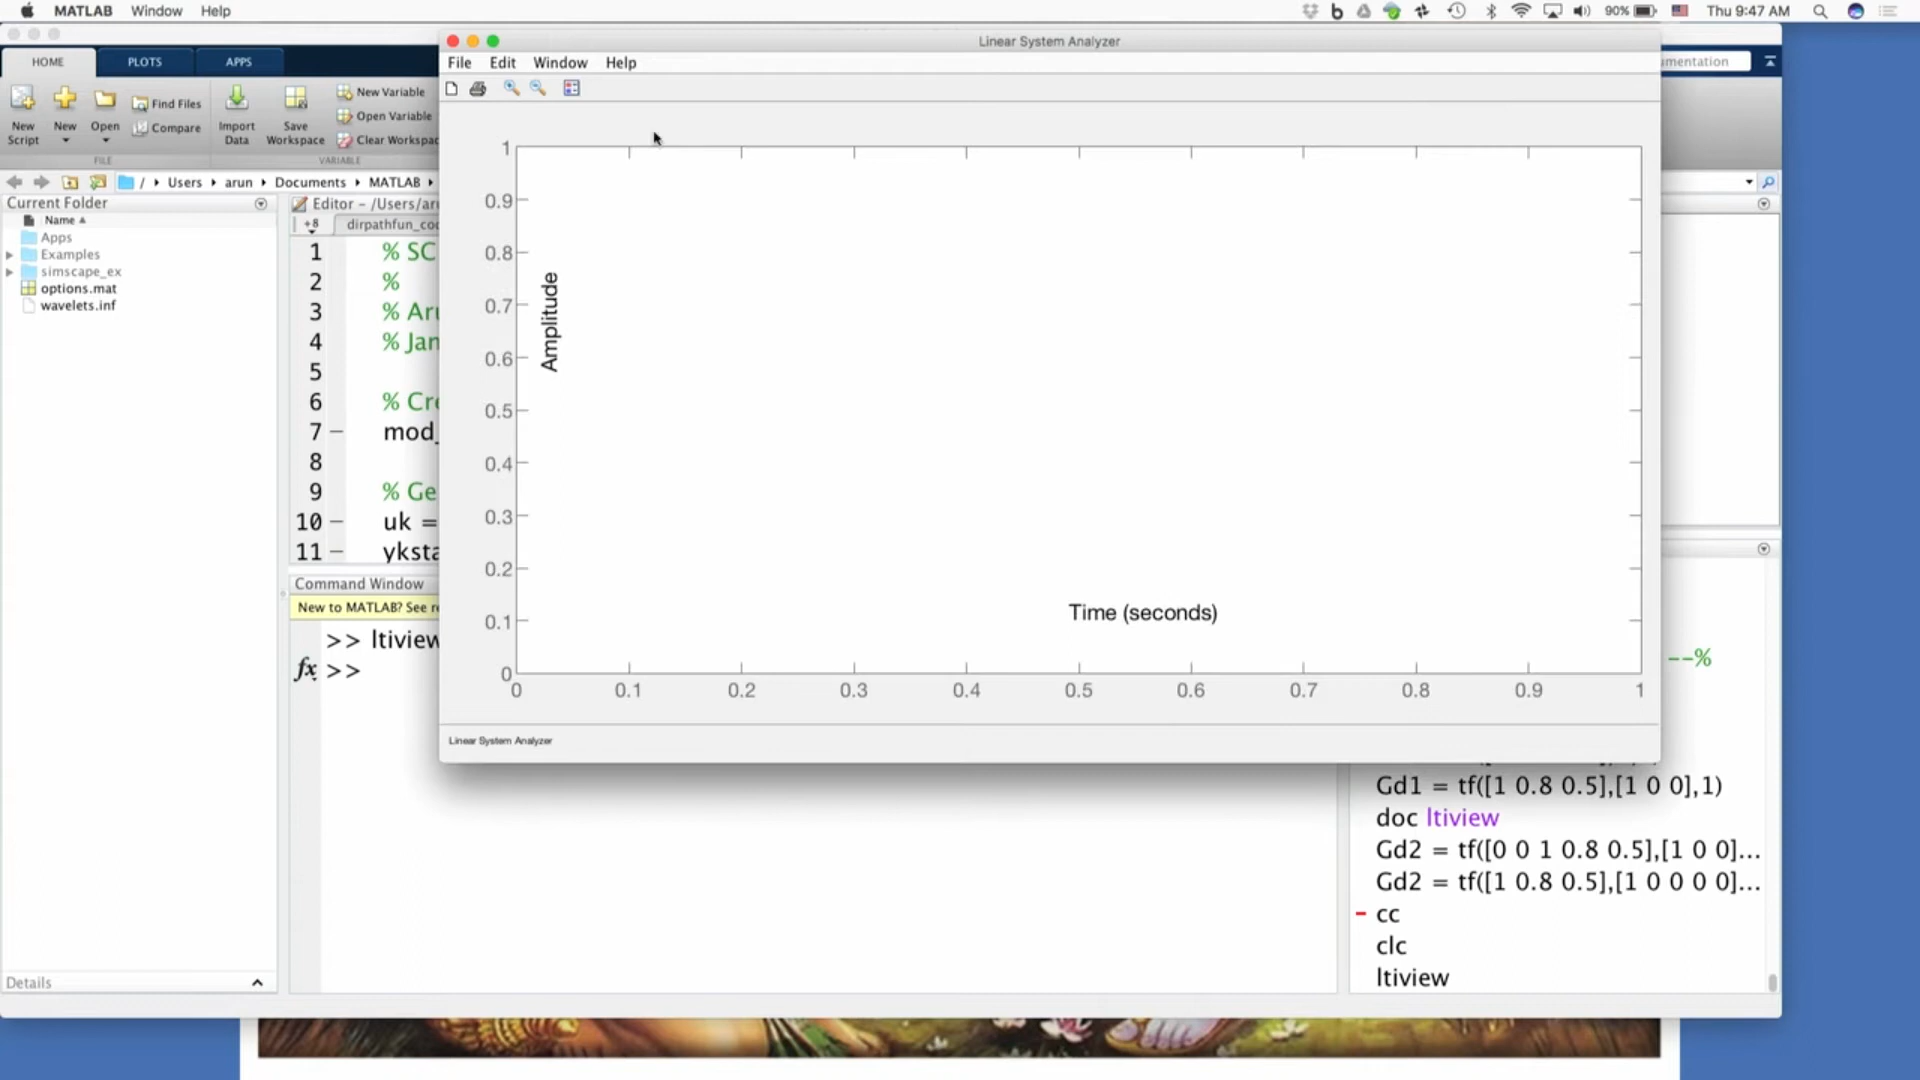 MATLAB Window Help
90% Thu 9:47 AM
Linear System Analyzer
File Edit Window Help
HOME PLOTS APPS
New Script
New
Open
Find Files
Compare
Import Data
Save Workspace
New Variable
Open Variable
Clear Workspac
FILE
VARIABLE
mentation
/ Users arun Documents MATLAB
Current Folder
Name
Apps
Examples
simscape_ex
options.mat
wavelets.inf
Details
Editor – /Users/aru
+8 dirpathfun_coc
1 % SC
2 %
3 % Aru
4 % Jan
5
6 % Cre
7 – mod_
8
9 % Ge
10 – uk =
11 – yksta
Command Window
New to MATLAB? See re
>> ltiview
fx >>
1
0.9
0.8
0.7
0.6
0.5
0.4
0.3
0.2
0.1
0
Amplitude
Time (seconds)
0 0.1 0.2 0.3 0.4 0.5 0.6 0.7 0.8 0.9 1
Linear System Analyzer
--%
Gd1 = tf([1 0.8 0.5],[1 0 0],1)
doc ltiview
Gd2 = tf([0 0 1 0.8 0.5],[1 0 0]...
Gd2 = tf([1 0.8 0.5],[1 0 0 0 0]...
cc
clc
ltiview